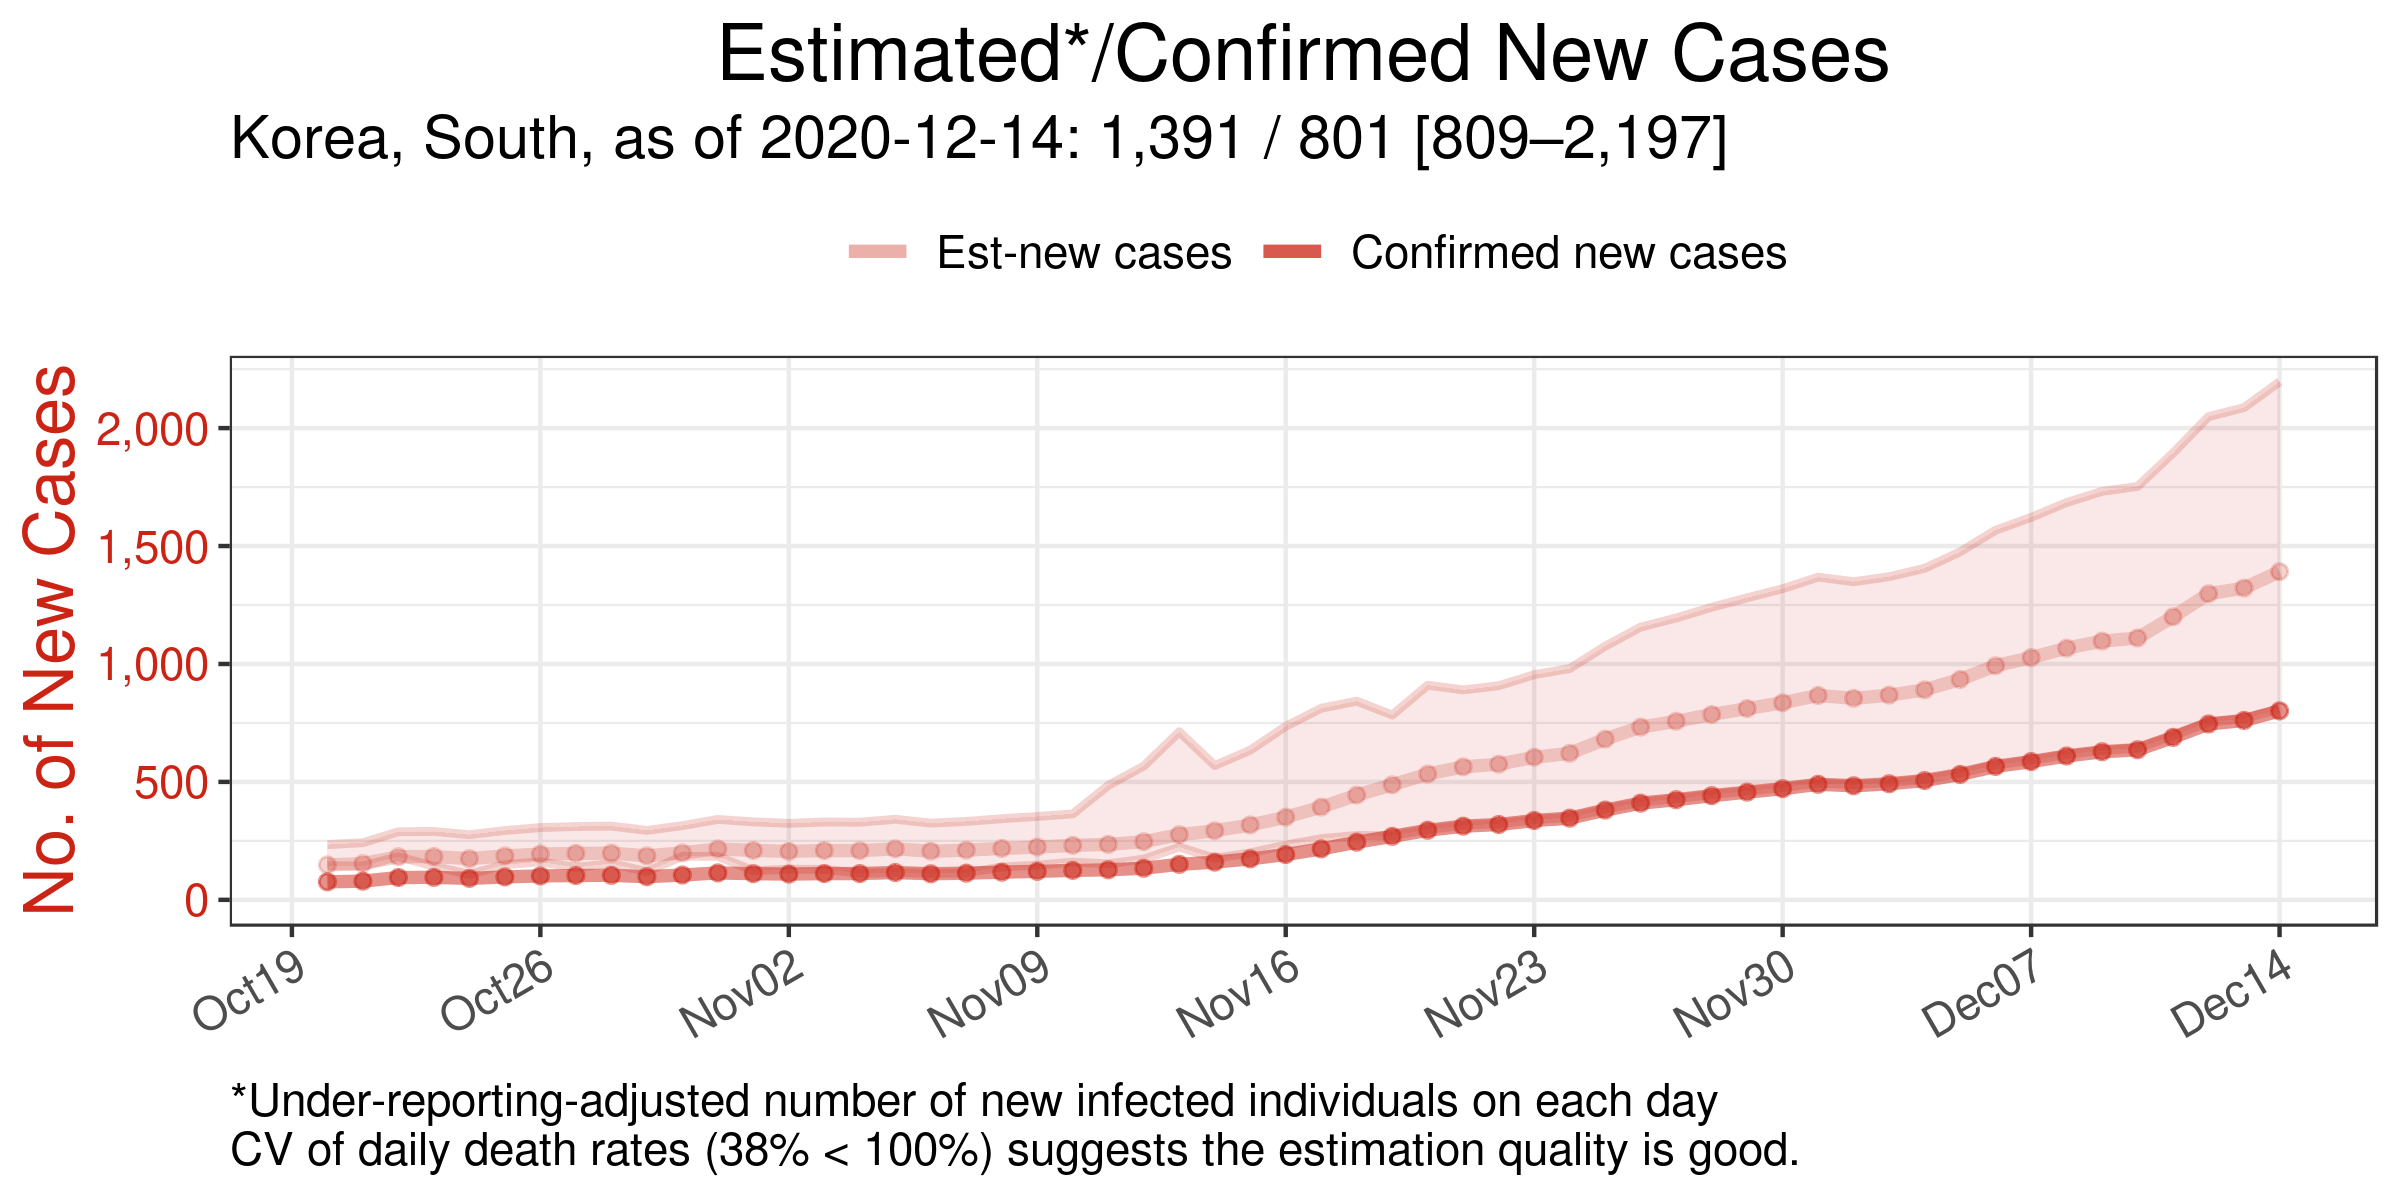 Estimated*/Confirmed New Cases
Korea, South, as of 2020-12-14: 1,391 / 801 [809–2,197]
Est-new cases
Confirmed new cases
No. of New Cases
2,000
1,500
1,000
500
0
Oct19
Oct26
Nov02
Nov09
Nov16
Nov23
Nov30
Dec07
Dec14
*Under-reporting-adjusted number of new infected individuals on each day
CV of daily death rates (38% < 100%) suggests the estimation quality is good.